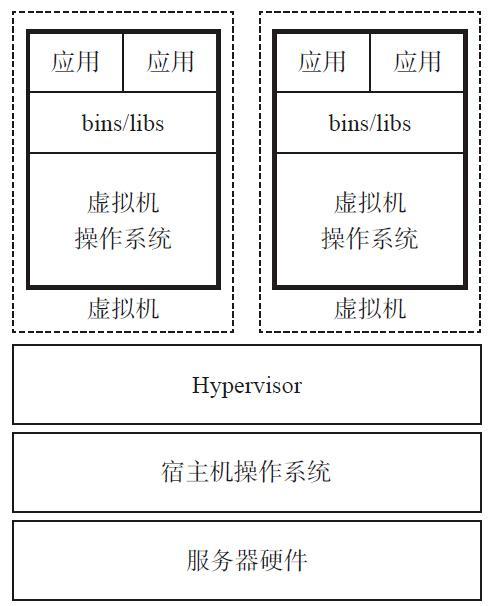 应用 应用
bins/libs
虚拟机
操作系统
虚拟机
应用 应用
bins/libs
虚拟机
操作系统
虚拟机
Hypervisor
宿主机操作系统
服务器硬件